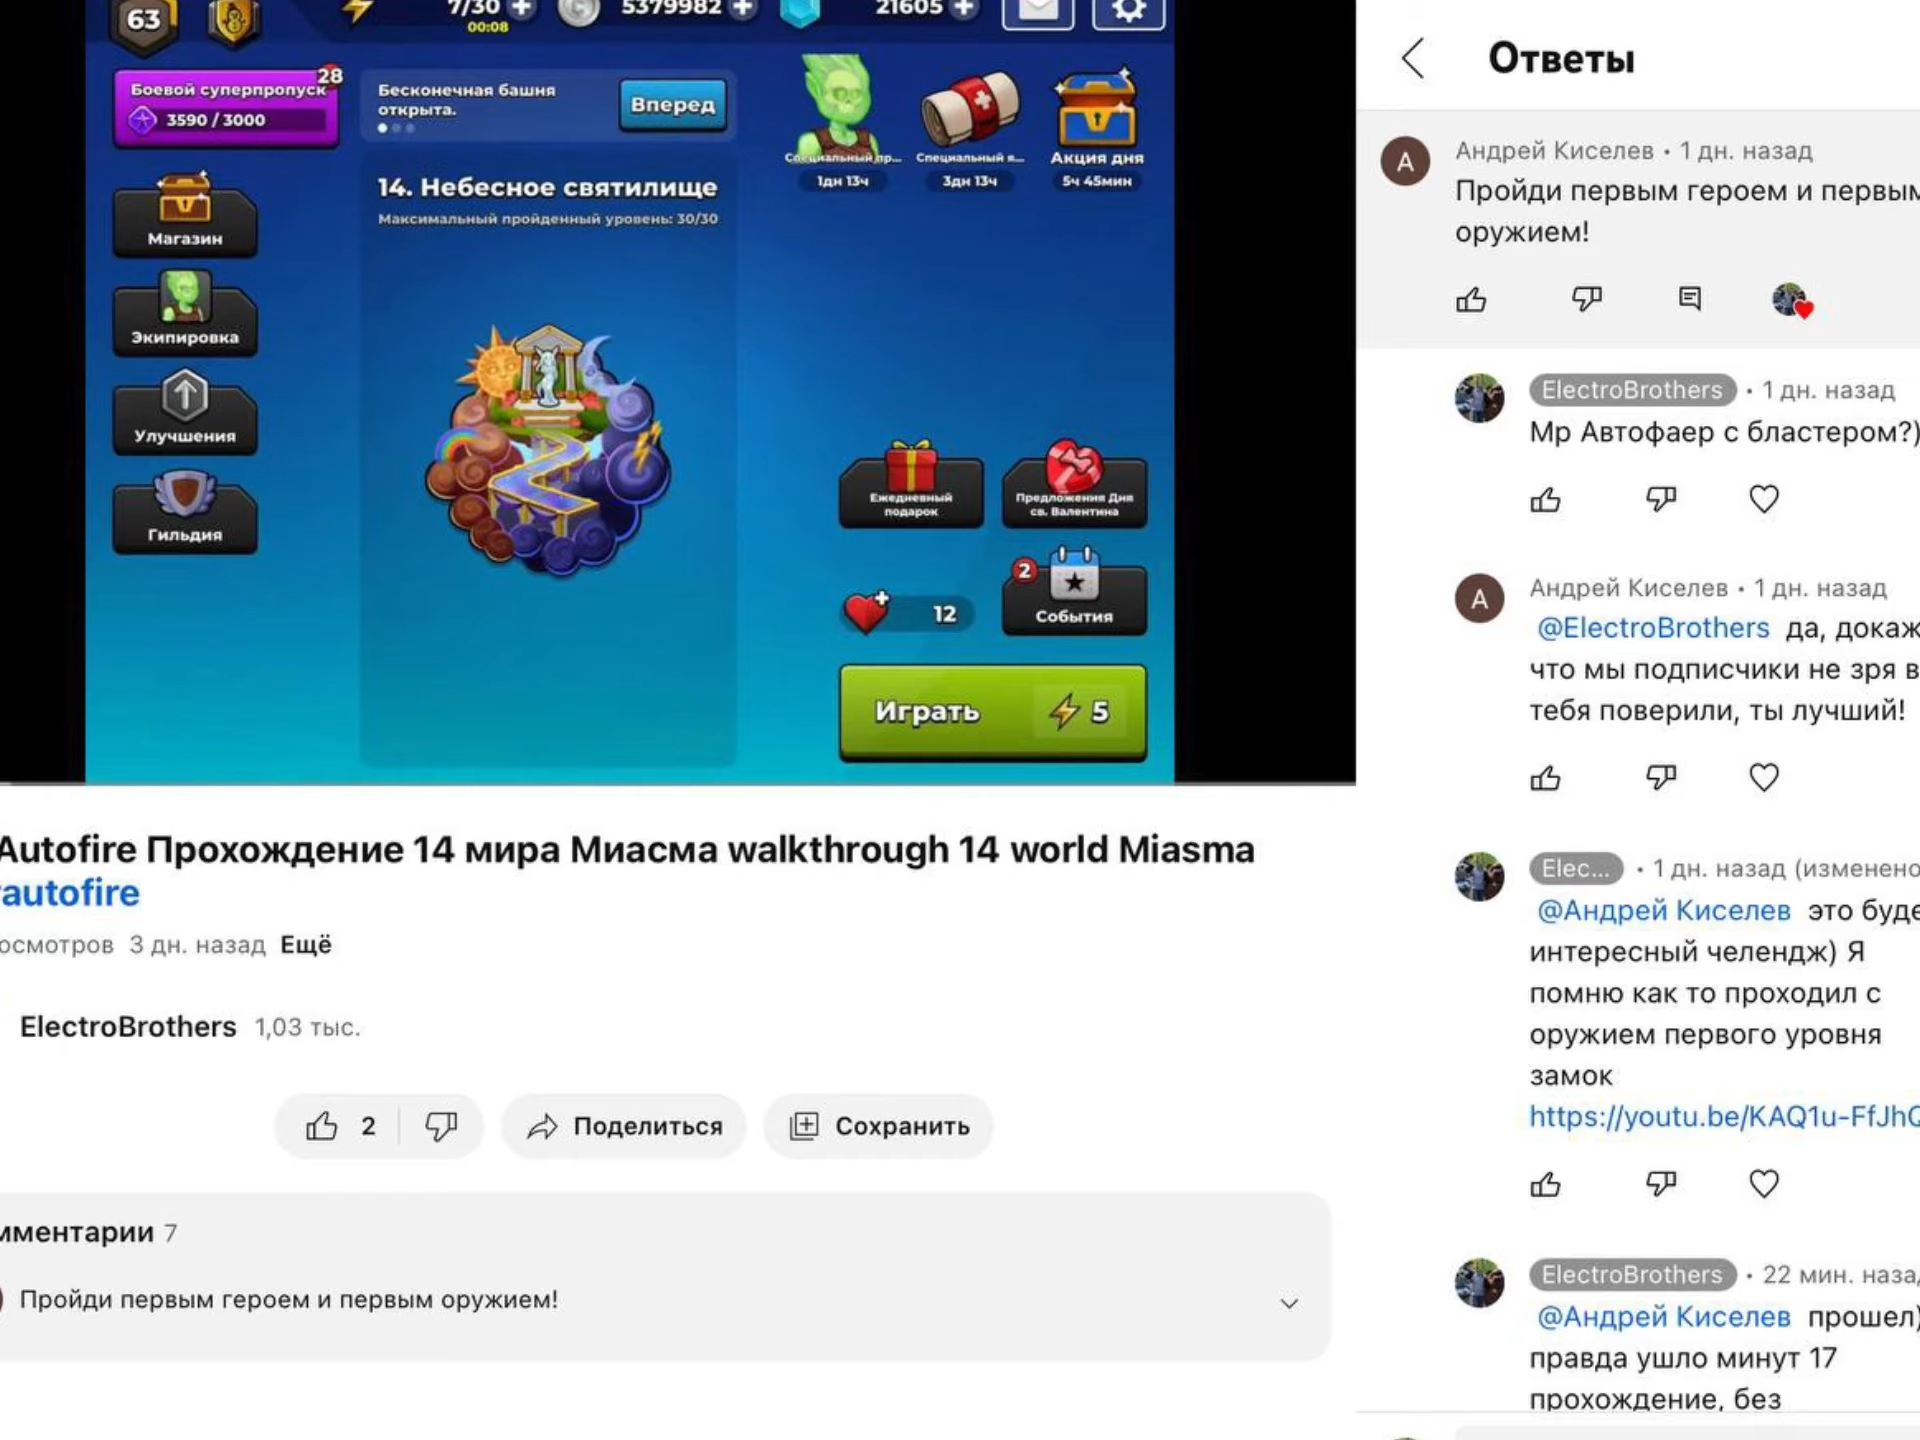 63
7/30
00:08
5379982
21605
Боевой суперпропуск
28
3590 / 3000
Бесконечная башня
открыта.
Вперед
14. Небесное святилище
Максимальный пройденный уровень: 30/30
Магазин
Экипировка
Улучшения
Гильдия
Специальный пр...
1дн 13ч
Специальный я...
3дн 13ч
Акция дня
5ч 45мин
Ежедневный
подарок
Предложения Дня
св. Валентина
12
2
События
Играть
5
Autofire Прохождение 14 мира Миасма walkthrough 14 world Miasma
autofire
осмотров 3 дн. назад Ещё
ElectroBrothers 1,03 тыс.
2
Поделиться
Сохранить
мментарии 7
Пройди первым героем и первым оружием!
Ответы
А
Андрей Киселев • 1 дн. назад
Пройди первым героем и первым
оружием!
ElectroBrothers • 1 дн. назад
Мр Автофаер с бластером?)
А
Андрей Киселев • 1 дн. назад
@ElectroBrothers да, докаж
что мы подписчики не зря в
тебя поверили, ты лучший!
Elec... • 1 дн. назад (изменено
@Андрей Киселев это буде
интересный челендж) Я
помню как то проходил с
оружием первого уровня
замок
https://youtu.be/KAQ1u-FfJhQ
ElectroBrothers • 22 мин. наза
@Андрей Киселев прошел)
правда ушло минут 17
прохождение, без